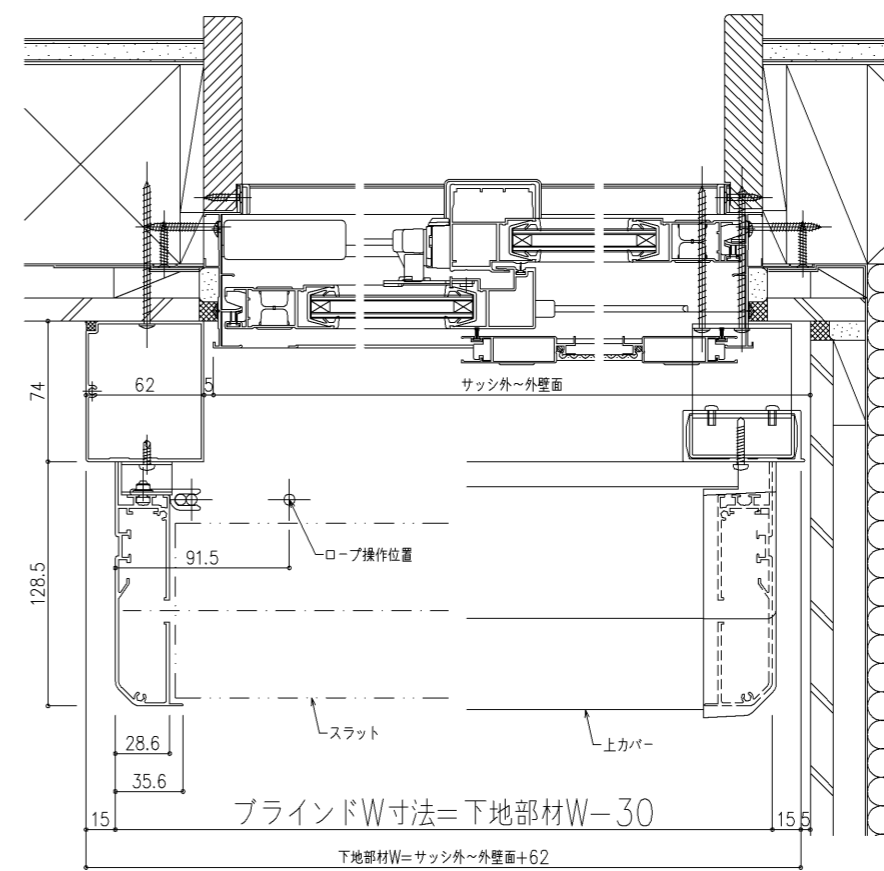 74
62
5
サッシ外~外壁面
128.5
91.5
ロープ操作位置
スラット
上カバー
28.6
35.6
15
ブラインドW寸法=下地部材W-30
15
5
下地部材W=サッシ外~外壁面+62